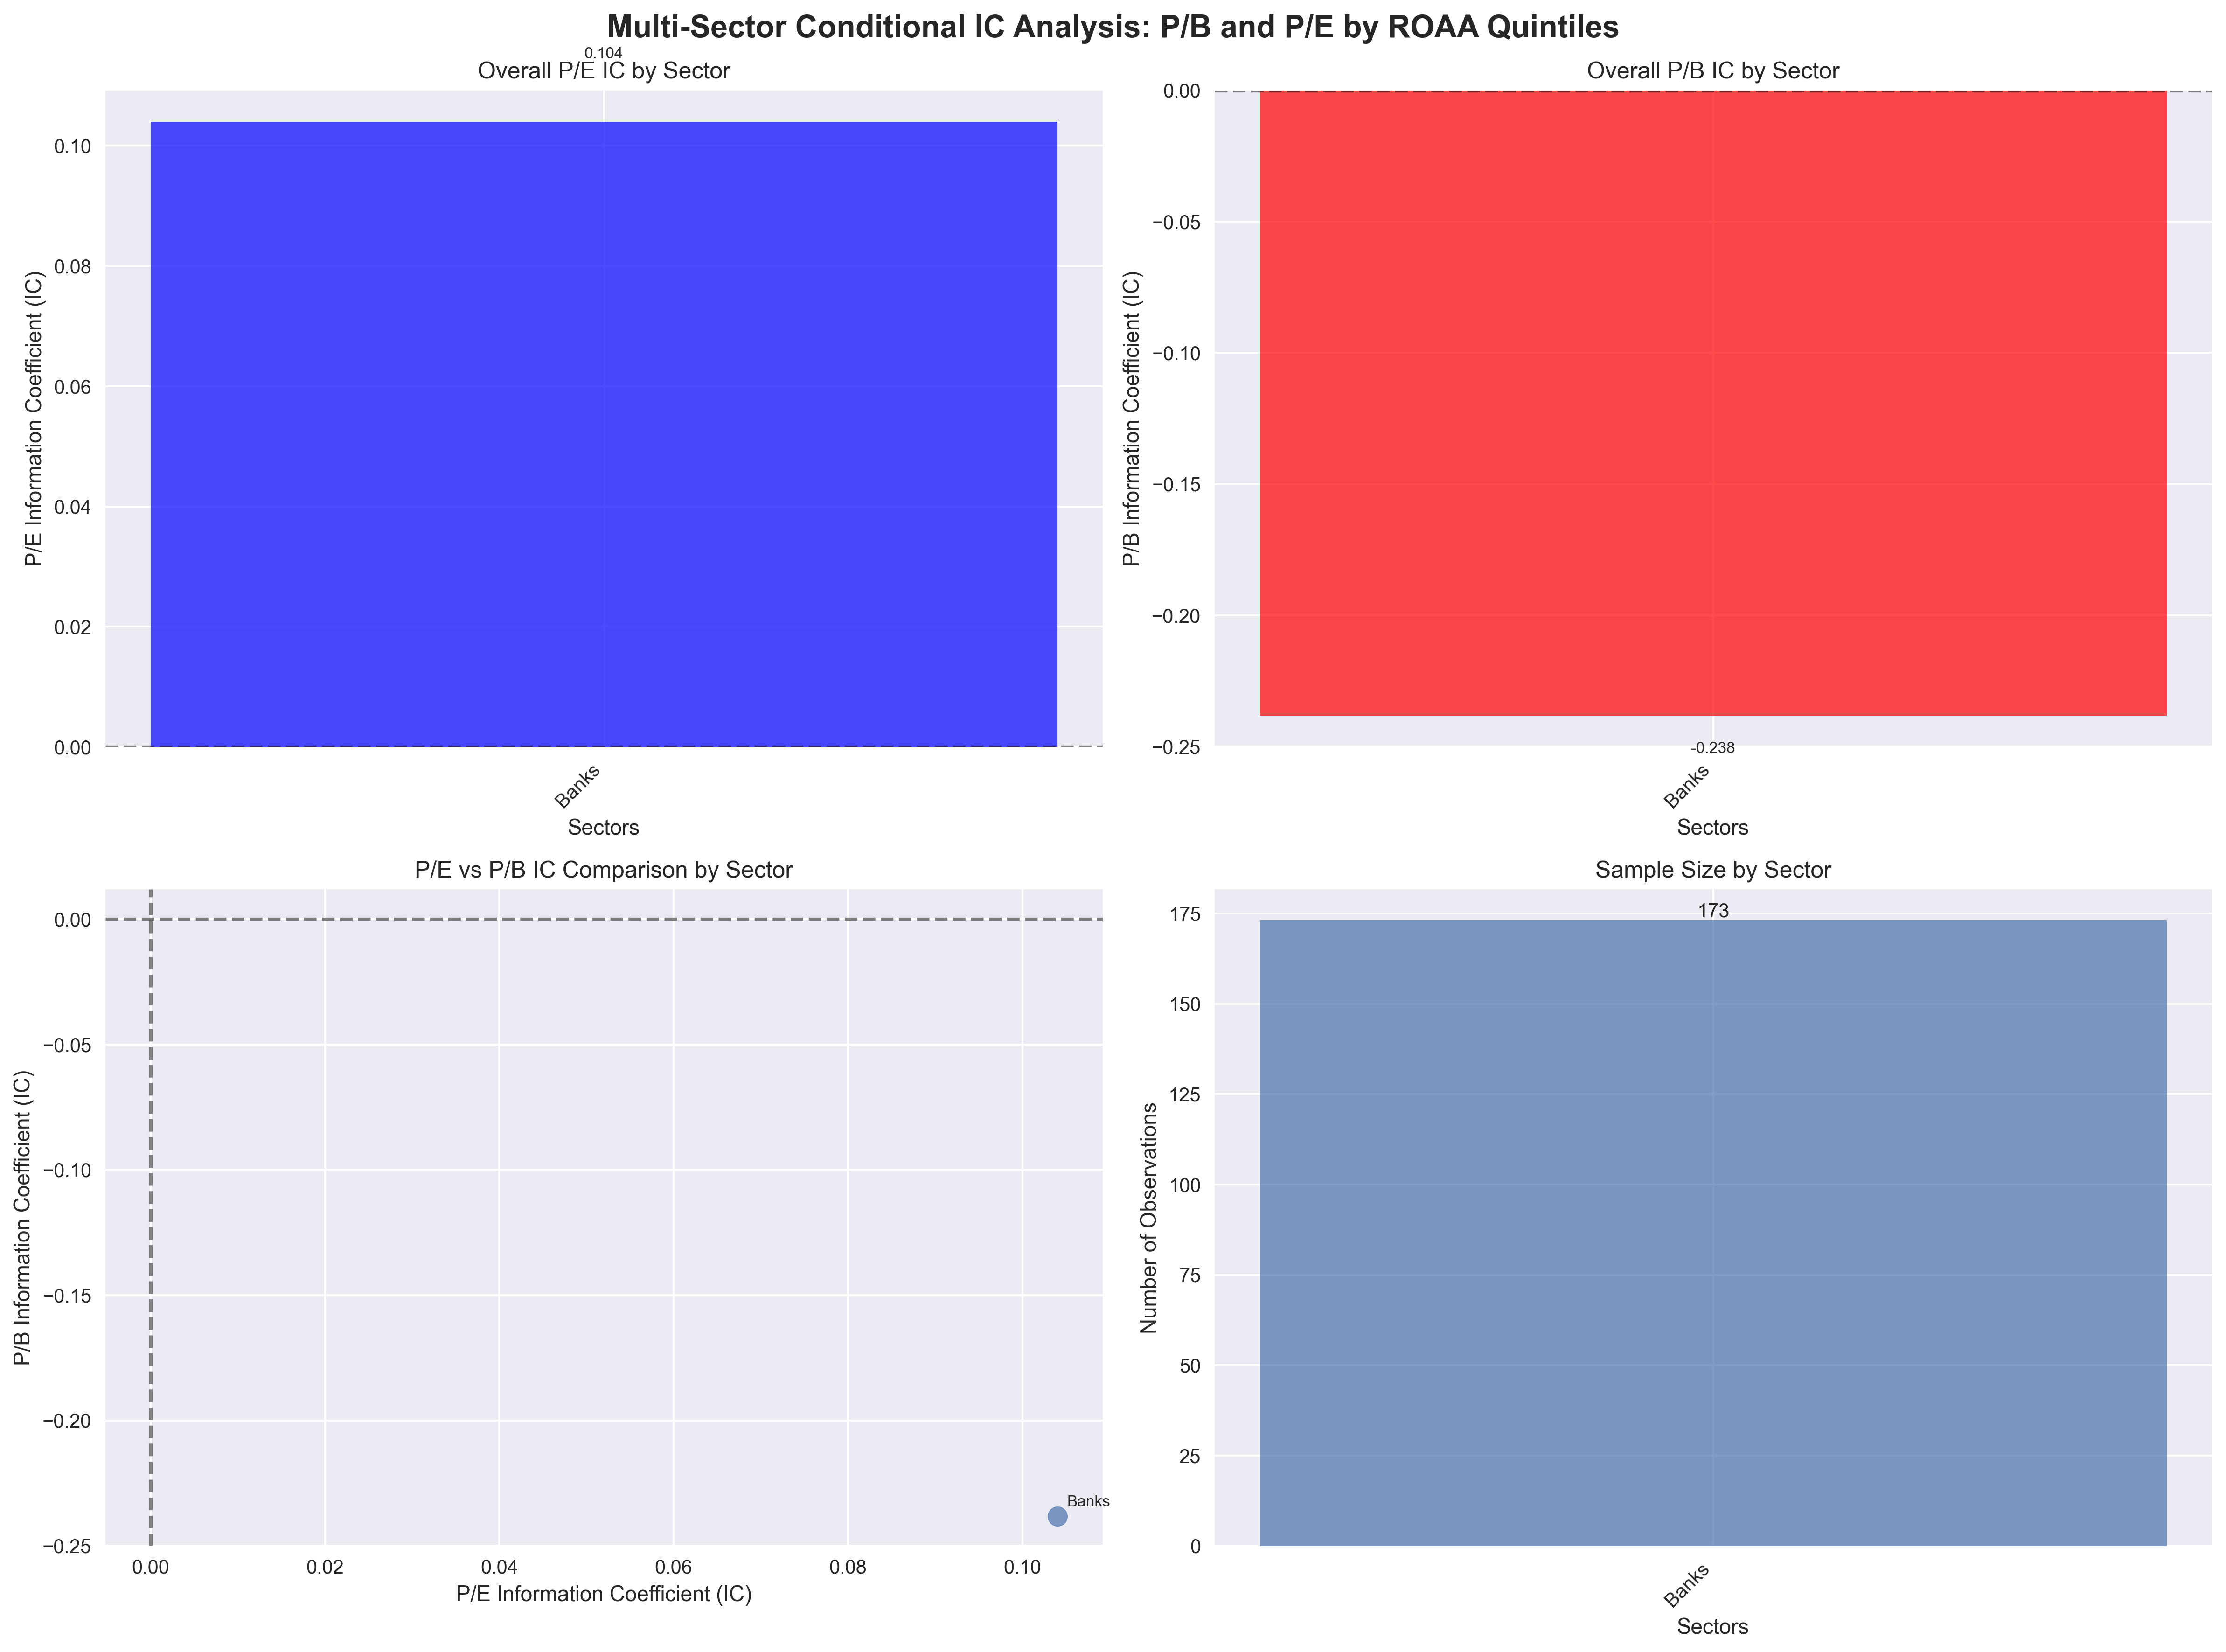 Multi-Sector Conditional IC Analysis: P/B and P/E by ROAA Quintiles
0.104
Overall P/E IC by Sector
P/E Information Coefficient (IC)
0.10
0.08
0.06
0.04
0.02
0.00
Banks
Sectors
Overall P/B IC by Sector
P/B Information Coefficient (IC)
0.00
−0.05
−0.10
−0.15
−0.20
−0.25
-0.238
Banks
Sectors
P/E vs P/B IC Comparison by Sector
P/B Information Coefficient (IC)
0.00
−0.05
−0.10
−0.15
−0.20
−0.25
Banks
0.00 0.02 0.04 0.06 0.08 0.10
P/E Information Coefficient (IC)
Sample Size by Sector
Number of Observations
173
175
150
125
100
75
50
25
0
Banks
Sectors